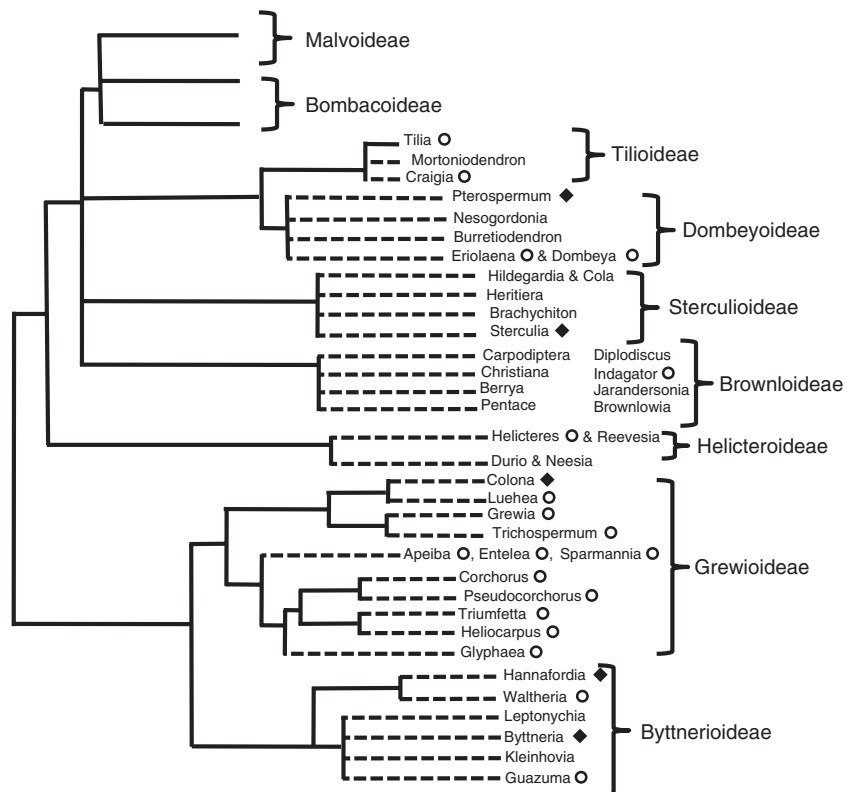 Malvoideae
Bombacoideae
Tilia
Mortoniodendron
Craigia
Tilioideae
Pterospermum
Nesogordonia
Burretiodendron
Eriolaena & Dombeya
Dombeyoideae
Hildegardia & Cola
Heritiera
Brachychiton
Sterculia
Sterculioideae
Carpodiptera Diplodiscus
Christiana Indagator
Berrya Jarandersonia
Pentace Brownlowia
Brownloideae
Helicteres & Reevesia
Durio & Neesia
Helicteroideae
Colona
Luehea
Grewia
Trichospermum
Apeiba , Entelea , Sparmannia
Corchorus
Pseudocorchorus
Triumfetta
Heliocarpus
Glyphaea
Grewioideae
Hannafordia
Waltheria
Leptonychia
Byttneria
Kleinhovia
Guazuma
Byttnerioideae